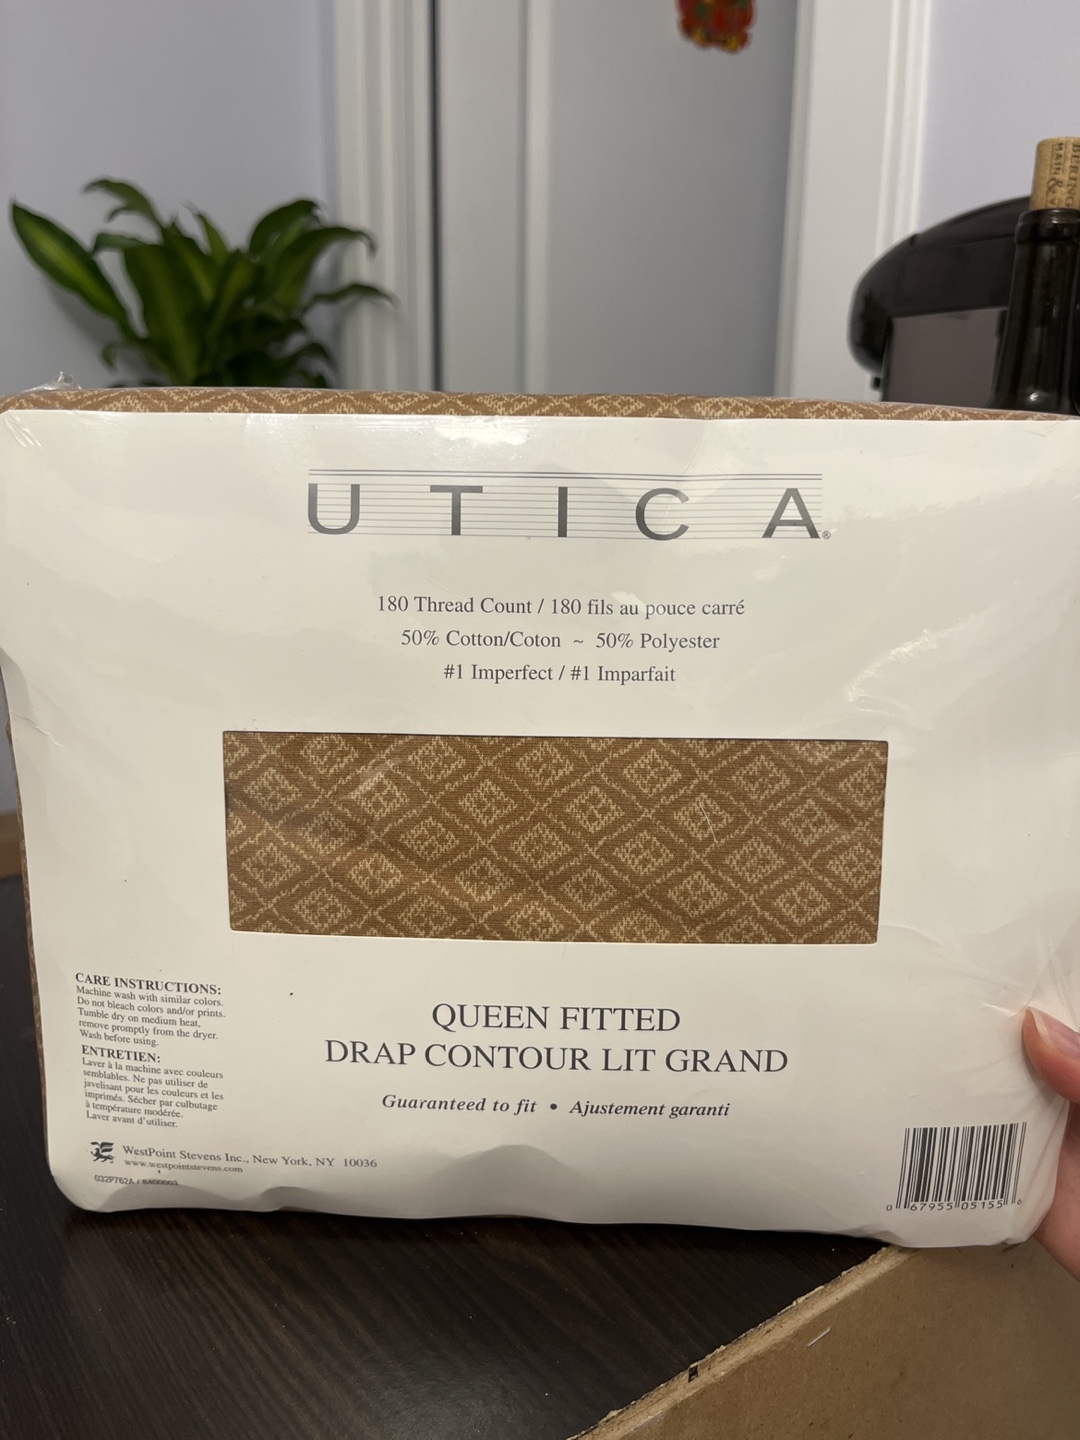 BERING
MAIN & V
UTICA®
180 Thread Count / 180 fils au pouce carré
50% Cotton/Coton ~ 50% Polyester
#1 Imperfect / #1 Imparfait
CARE INSTRUCTIONS:
Machine wash with similar colors.
Do not bleach colors and/or prints.
Tumble dry on medium heat,
remove promptly from the dryer.
Wash before using.
ENTRETIEN:
Laver à la machine avec couleurs
semblables. Ne pas utiliser de
javelisant pour les couleurs et les
imprimés. Sécher par culbutage
à température modérée.
Laver avant d'utiliser.
QUEEN FITTED
DRAP CONTOUR LIT GRAND
Guaranteed to fit • Ajustement garanti
WestPoint Stevens Inc., New York, NY 10036
www.westpointstevens.com
032P762A /
0 67955 05155 6